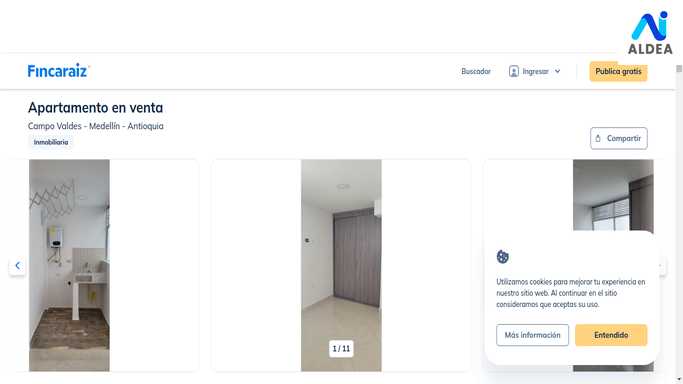 ALDEA
Fincaraiz
Buscador
Ingresar
Publica gratis
Apartamento en venta
Campo Valdes - Medellín - Antioquia
Inmobiliaria
Compartir
1 / 11
Utilizamos cookies para mejorar tu experiencia en
nuestro sitio web. Al continuar en el sitio
consideramos que aceptas su uso.
Más información
Entendido